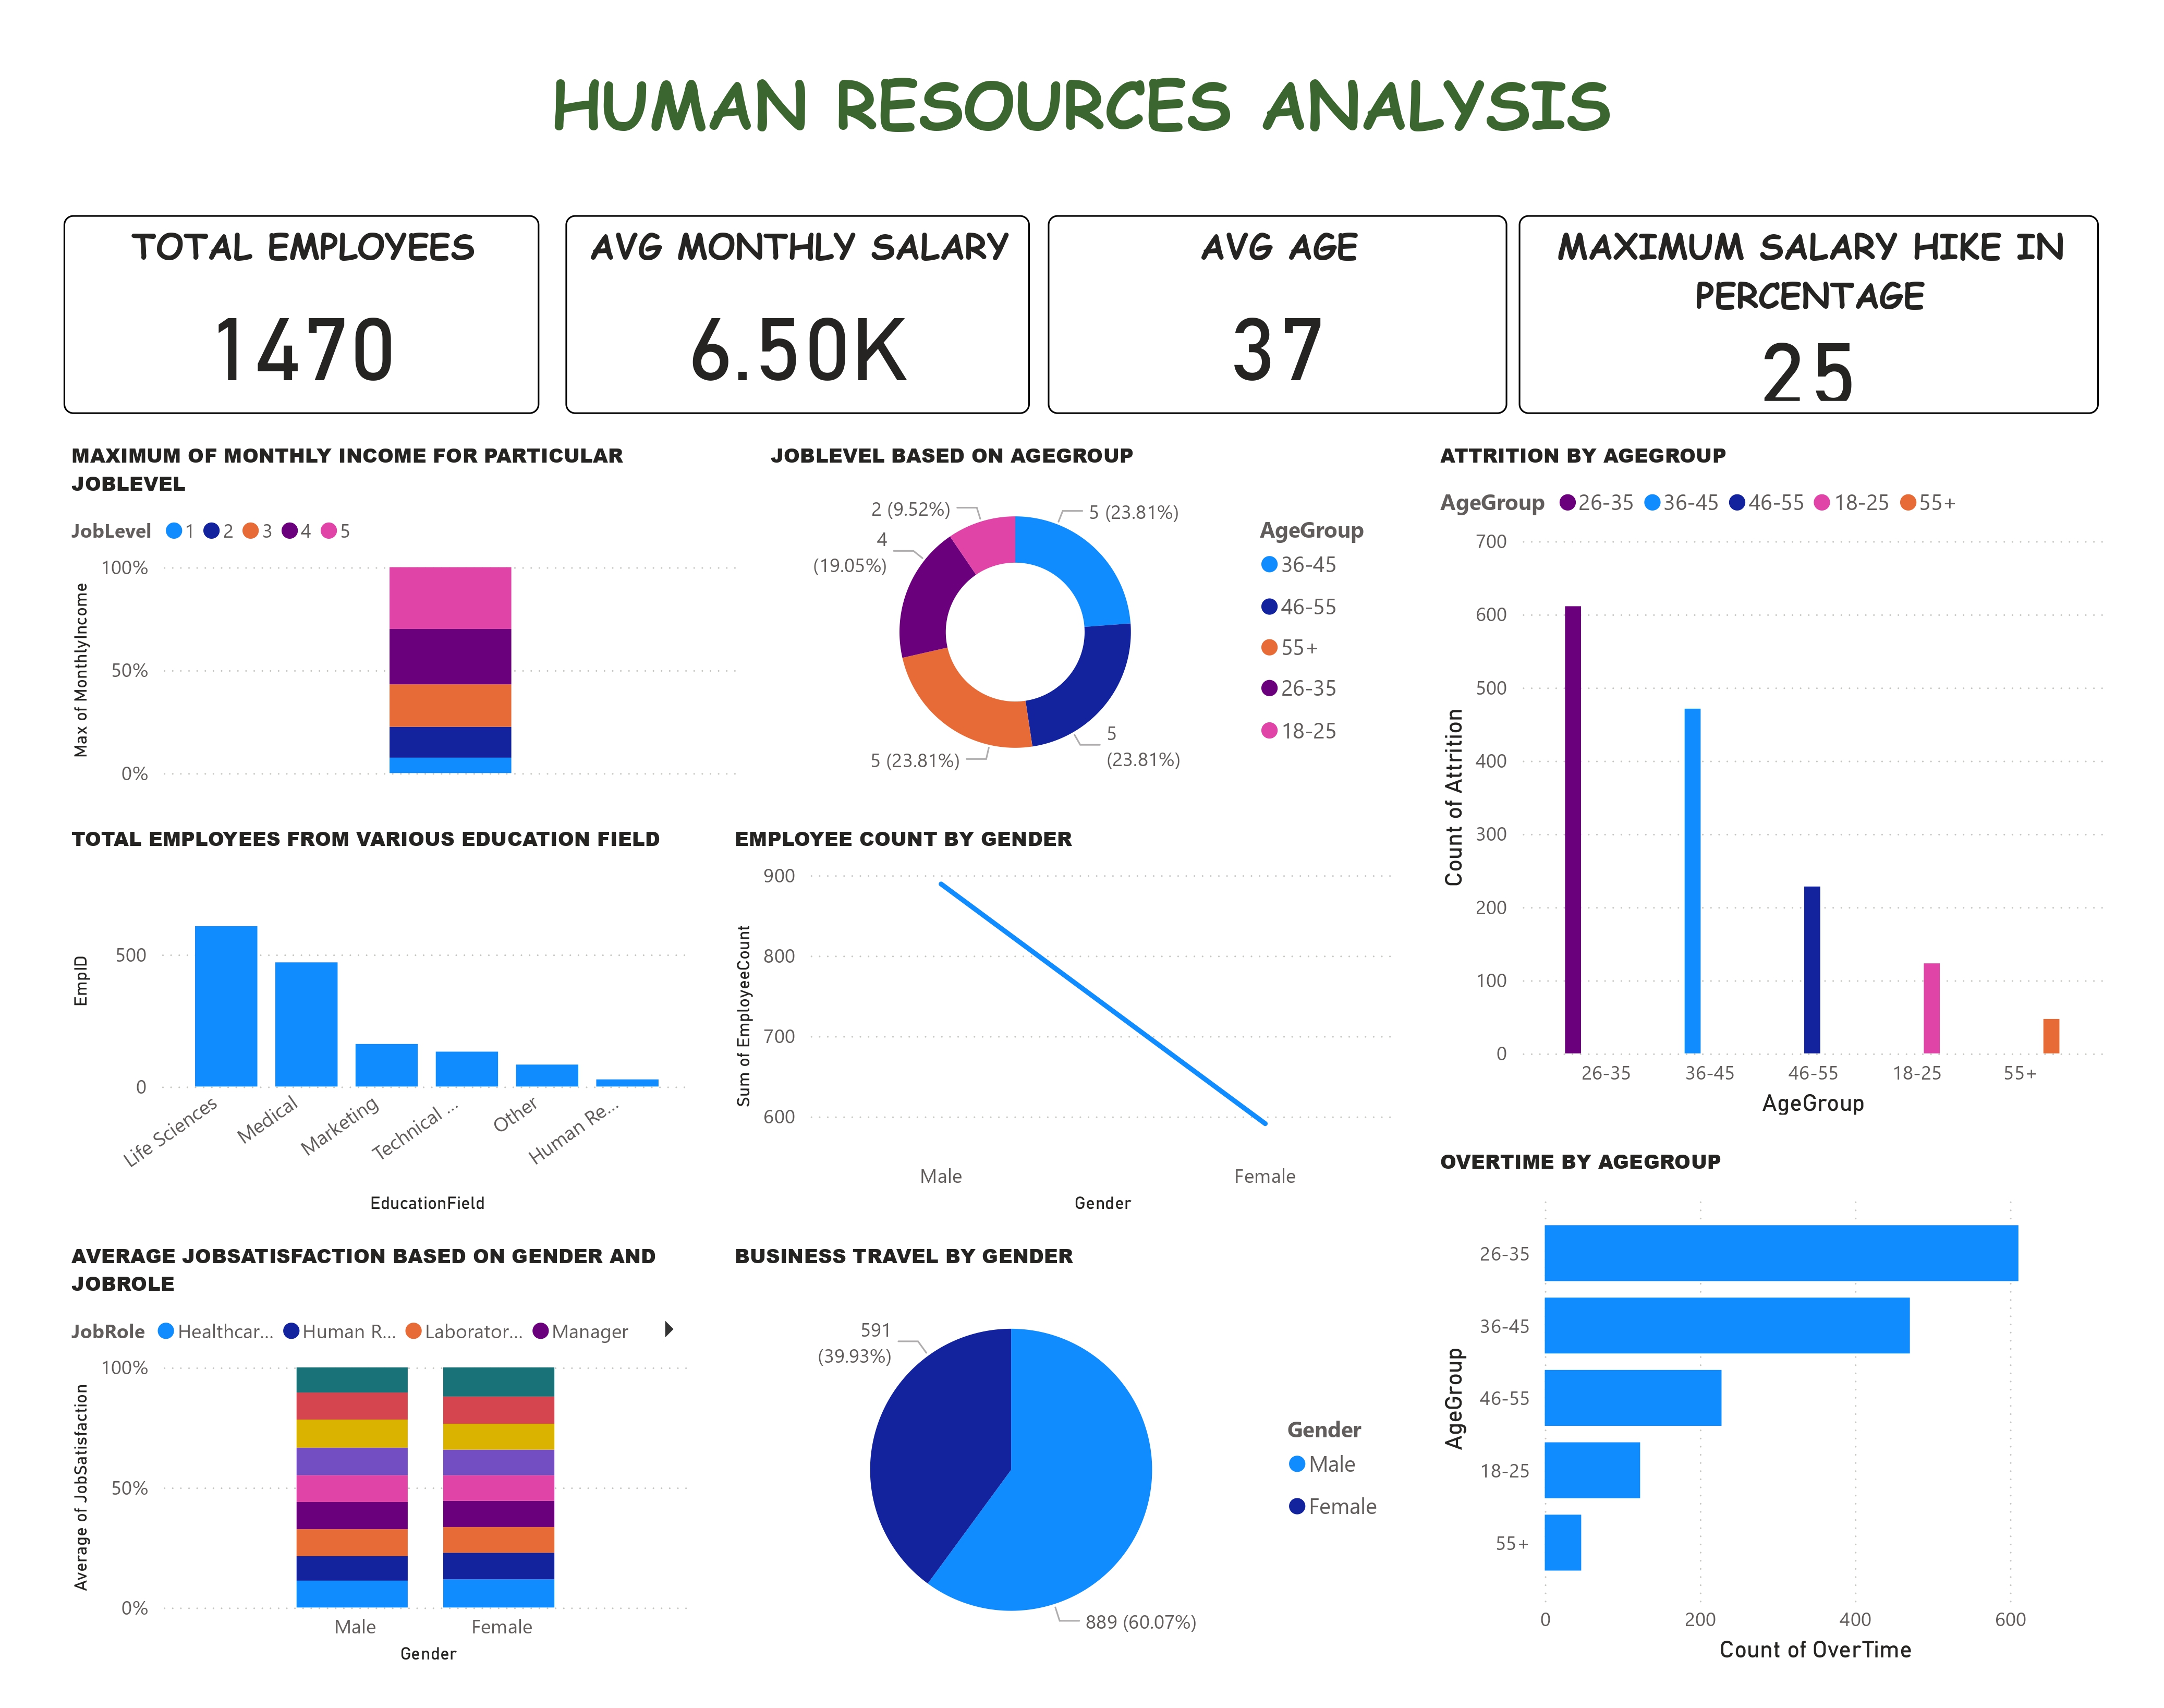 HUMAN RESOURCES ANALYSIS
TOTAL EMPLOYEES
1470
AVG MONTHLY SALARY
6.50K
AVG AGE
37
MAXIMUM SALARY HIKE IN
PERCENTAGE
25
MAXIMUM OF MONTHLY INCOME FOR PARTICULAR
JOBLEVEL
JobLevel 1 2 3 4 5
100%
50%
0%
Max of MonthlyIncome
JOBLEVEL BASED ON AGEGROUP
2 (9.52%)
5 (23.81%)
4
(19.05%)
5 (23.81%)
5
(23.81%)
AgeGroup
36-45
46-55
55+
26-35
18-25
ATTRITION BY AGEGROUP
AgeGroup 26-35 36-45 46-55 18-25 55+
700
600
500
400
300
200
100
0
Count of Attrition
26-35 36-45 46-55 18-25 55+
AgeGroup
TOTAL EMPLOYEES FROM VARIOUS EDUCATION FIELD
500
0
EmpID
Life Sciences
Medical
Marketing
Technical ...
Other
Human Re...
EducationField
EMPLOYEE COUNT BY GENDER
900
800
700
600
Sum of EmployeeCount
Male Female
Gender
OVERTIME BY AGEGROUP
26-35
36-45
46-55
18-25
55+
AgeGroup
0 200 400 600
Count of OverTime
AVERAGE JOBSATISFACTION BASED ON GENDER AND
JOBROLE
JobRole Healthcar... Human R... Laborator... Manager
100%
50%
0%
Average of JobSatisfaction
Male Female
Gender
BUSINESS TRAVEL BY GENDER
591
(39.93%)
889 (60.07%)
Gender
Male
Female